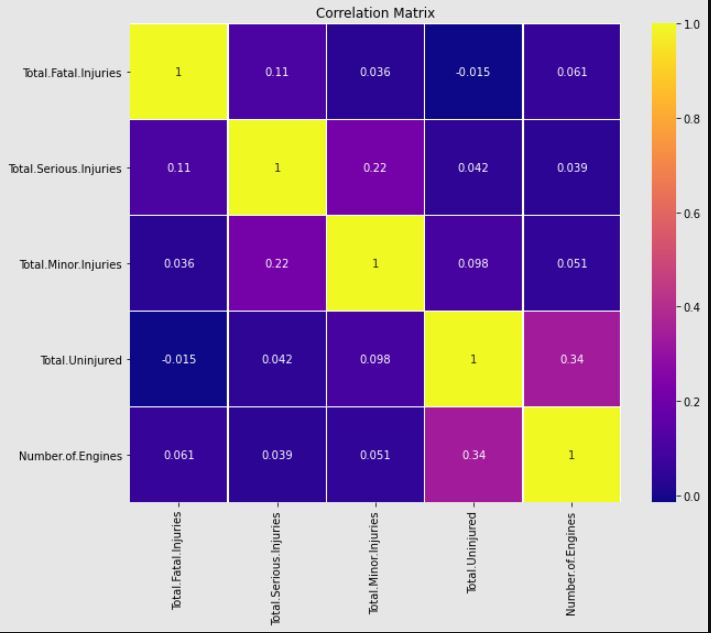 Correlation Matrix
Total.Fatal.Injuries 1 0.11 0.036 -0.015 0.061
Total.Serious.Injuries 0.11 1 0.22 0.042 0.039
Total.Minor.Injuries 0.036 0.22 1 0.098 0.051
Total.Uninjured -0.015 0.042 0.098 1 0.34
Number.of.Engines 0.061 0.039 0.051 0.34 1
Total.Fatal.Injuries
Total.Serious.Injuries
Total.Minor.Injuries
Total.Uninjured
Number.of.Engines
1.0
0.8
0.6
0.4
0.2
0.0